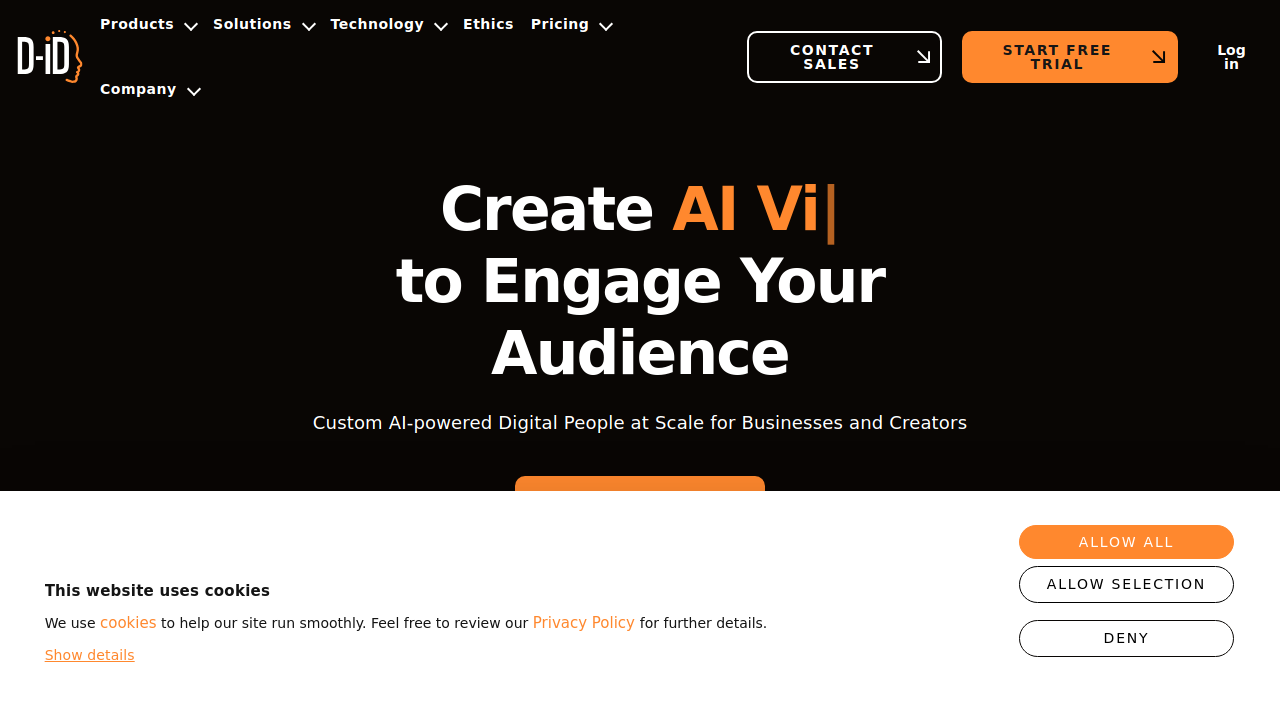 D-iD
Products
Solutions
Technology
Ethics
Pricing
Company
CONTACT
SALES
START FREE
TRIAL
Log
in
Create AI Vi|
to Engage Your
Audience
Custom AI-powered Digital People at Scale for Businesses and Creators
This website uses cookies
We use cookies to help our site run smoothly. Feel free to review our Privacy Policy for further details.
Show details
ALLOW ALL
ALLOW SELECTION
DENY